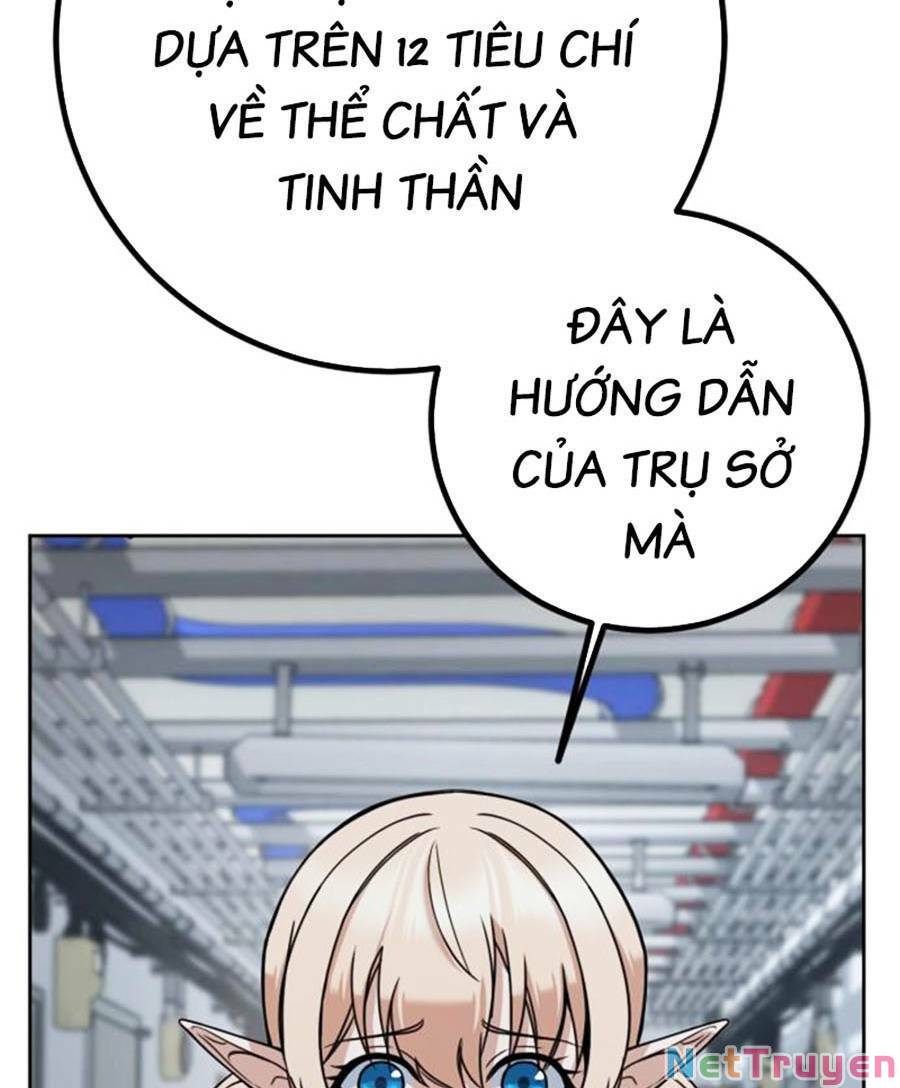 DỰA TRÊN 12 TIÊU CHÍ
VỀ THỂ CHẤT VÀ
TINH THẦN
ĐÂY LÀ
HƯỚNG DẪN
CỦA TRỤ SỞ
MÀ
NetTruyen